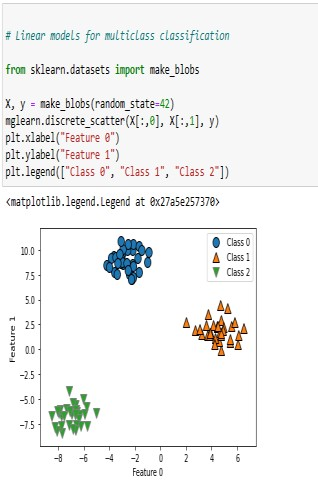 # Linear models for multiclass classification
from sklearn.datasets import make_blobs
X, y = make_blobs(random_state=42)
mglearn.discrete_scatter(X[:,0], X[:,1], y)
plt.xlabel("Feature 0")
plt.ylabel("Feature 1")
plt.legend(["Class 0", "Class 1", "Class 2"])
<matplotlib.legend.Legend at 0x27a5e257370>
Class 0
Class 1
Class 2
10.0
7.5
5.0
2.5
0.0
−2.5
−5.0
−7.5
Feature 1
−8 −6 −4 −2 0 2 4 6
Feature 0